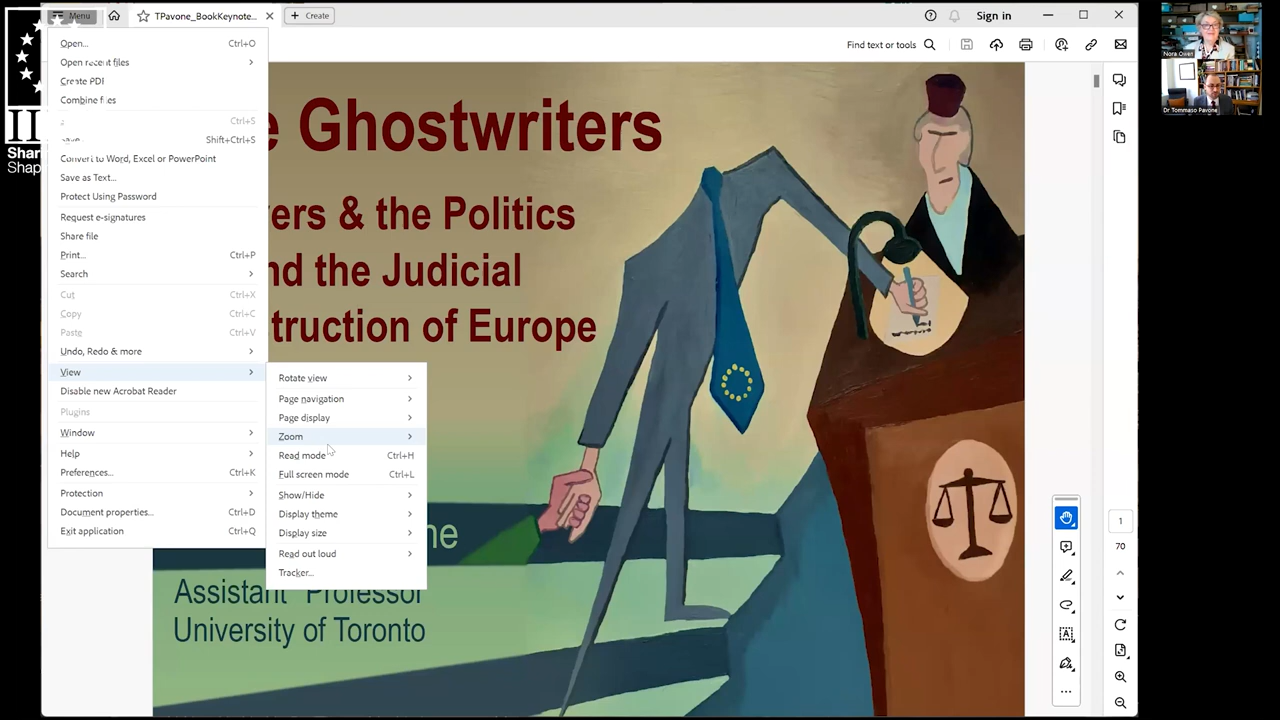 Menu
TPavone_BookKeynote...
Create
Sign in
Find text or tools
Open... Ctrl+O
Open recent files
Create PDF
Combine files
Ctrl+S
Shift+Ctrl+S
Convert to Word, Excel or PowerPoint
Save as Text...
Protect Using Password
Request e-signatures
Share file
Print... Ctrl+P
Search
Cut Ctrl+X
Copy Ctrl+C
Paste Ctrl+V
Undo, Redo & more
View
Disable new Acrobat Reader
Plugins
Window
Help
Preferences... Ctrl+K
Protection
Document properties... Ctrl+D
Exit application Ctrl+Q
Rotate view
Page navigation
Page display
Zoom
Read mode Ctrl+H
Full screen mode Ctrl+L
Show/Hide
Display theme
Display size
Read out loud
Tracker...
e Ghostwriters
ers & the Politics
nd the Judicial
truction of Europe
ne
Assistant Professor
University of Toronto
II
Shar
Shap
1
70
Nora Owen
Dr Tommaso Pavone